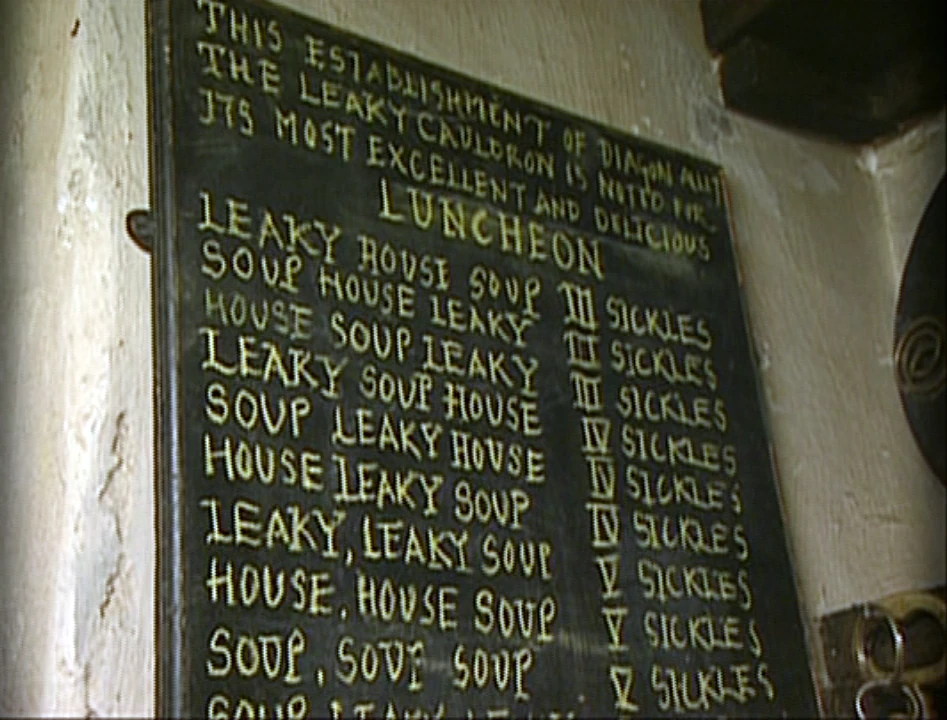 THIS ESTABLISHMENT OF DIAGON ALLEY
THE LEAKY CAULDRON IS NOTED FOR
ITS MOST EXCELLENT AND DELICIOUS
LUNCHEON
LEAKY HOUSE SOUP III SICKLES
SOUP HOUSE LEAKY III SICKLES
HOUSE SOUP LEAKY III SICKLES
LEAKY SOUP HOUSE IV SICKLES
SOUP LEAKY HOUSE IV SICKLES
HOUSE LEAKY SOUP IV SICKLES
LEAKY, LEAKY SOUP V SICKLES
HOUSE, HOUSE SOUP V SICKLES
SOUP, SOUP SOUP V SICKLES
SOUP